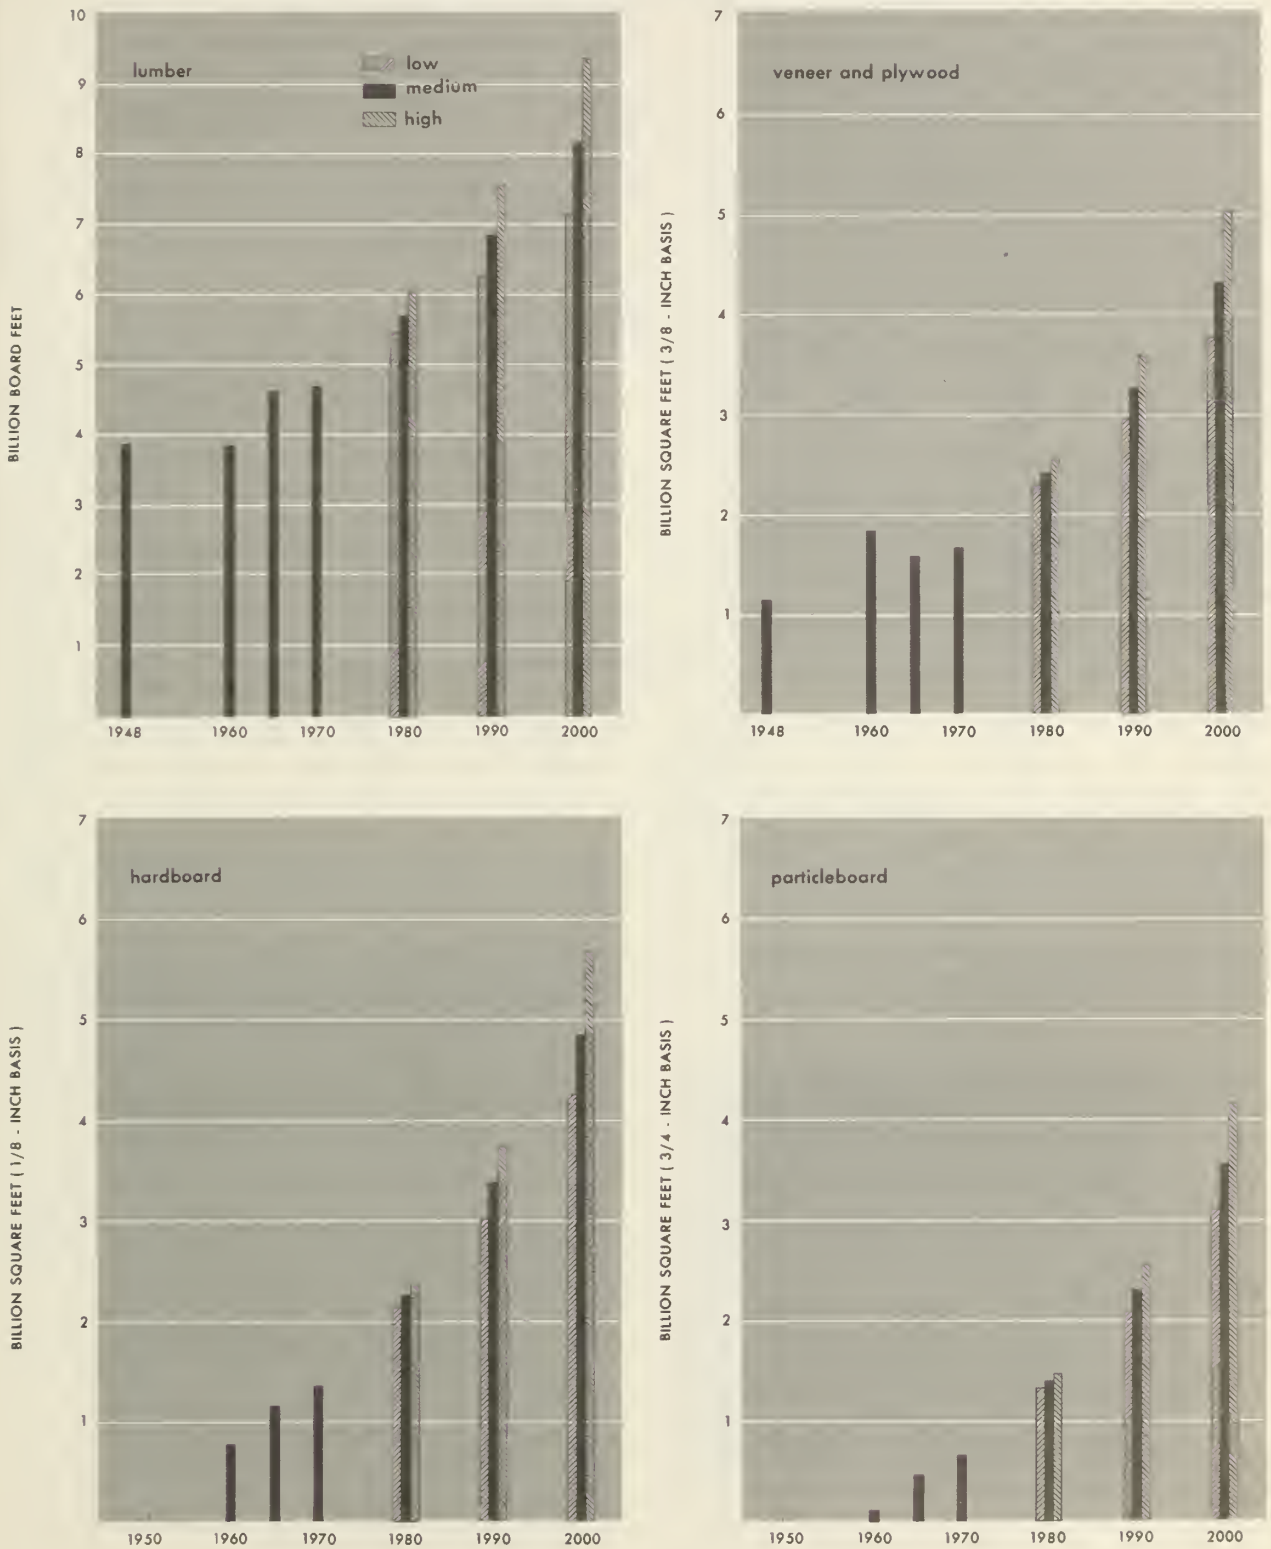 BILLION BOARD FEET
10
9
8
7
6
5
4
3
2
1
lumber
low
medium
high
1948 1960 1970 1980 1990 2000
BILLION SQUARE FEET ( 3/8 - INCH BASIS )
7
6
5
4
3
2
1
veneer and plywood
1948 1960 1970 1980 1990 2000
BILLION SQUARE FEET ( 1/8 - INCH BASIS )
7
6
5
4
3
2
1
hardboard
1950 1960 1970 1980 1990 2000
BILLION SQUARE FEET ( 3/4 - INCH BASIS )
7
6
5
4
3
2
1
particleboard
1950 1960 1970 1980 1990 2000